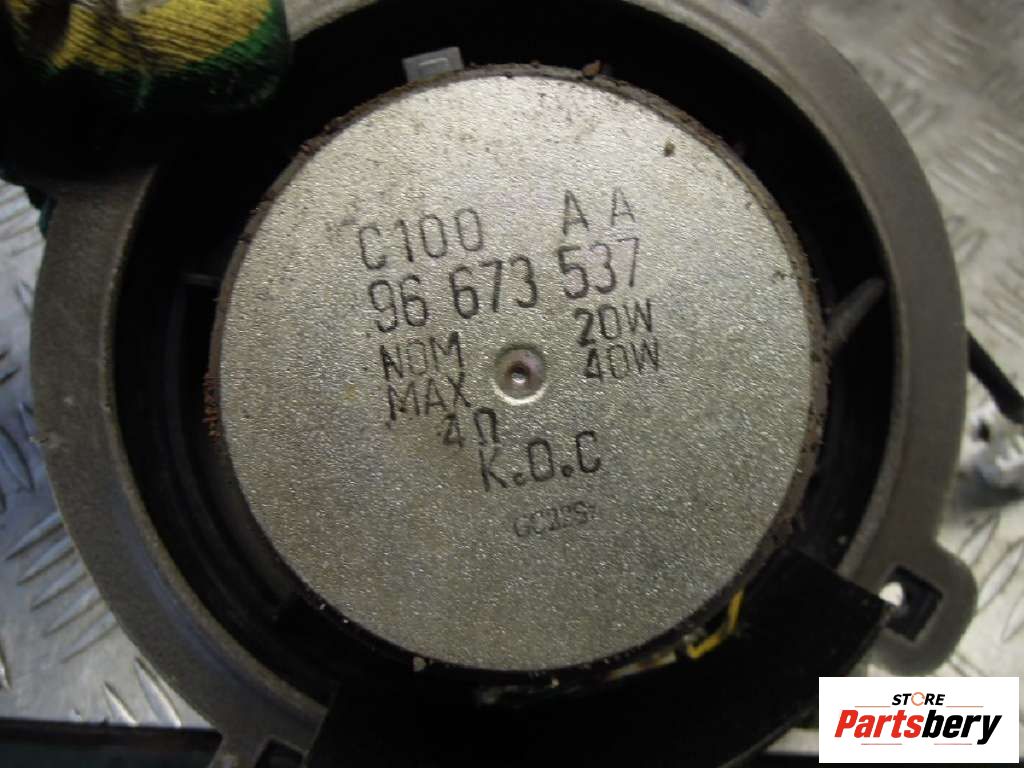 C100 AA
96 673 537
NOM 20W
MAX 40W
4Ω
K.O.C
STORE
Partsbery